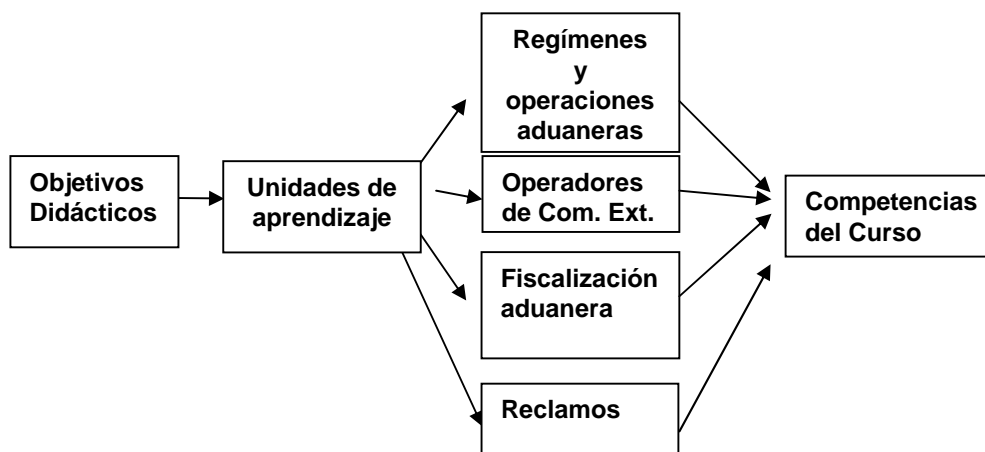 Objetivos
Didácticos
Unidades de
aprendizaje
Regímenes
y
operaciones
aduaneras
Operadores
de Com. Ext.
Fiscalización
aduanera
Reclamos
Competencias
del Curso